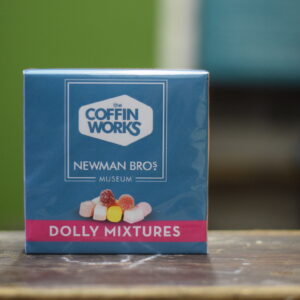 the
COFFIN
WORKS
NEWMAN BROS
MUSEUM
DOLLY MIXTURES